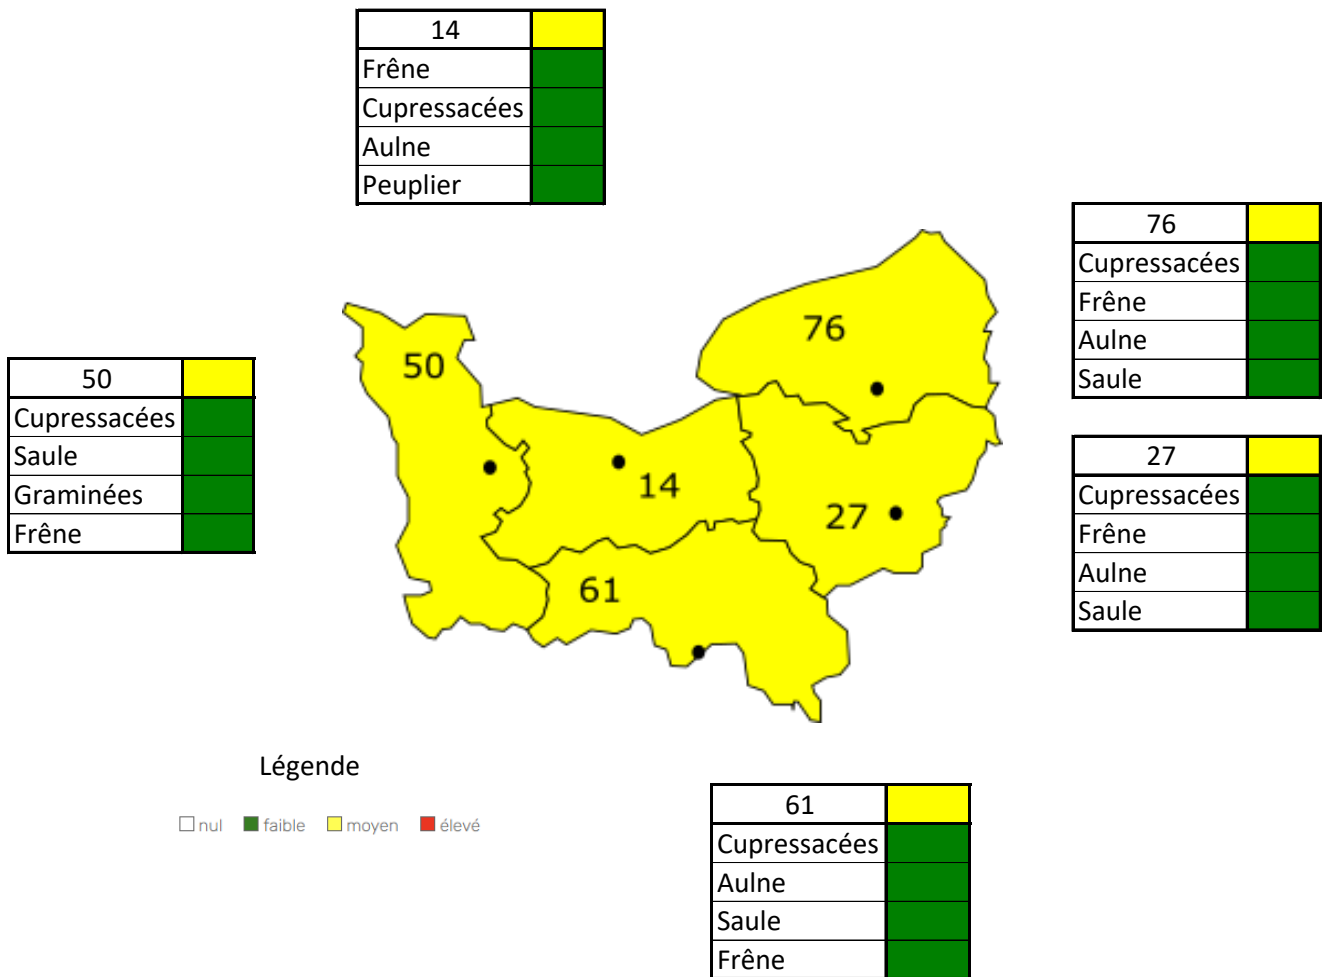 14
Frêne
Cupressacées
Aulne
Peuplier
76
Cupressacées
Frêne
Aulne
Saule
50
Cupressacées
Saule
Graminées
Frêne
27
Cupressacées
Frêne
Aulne
Saule
76
50
14
27
61
Légende
nul faible moyen élevé
61
Cupressacées
Aulne
Saule
Frêne